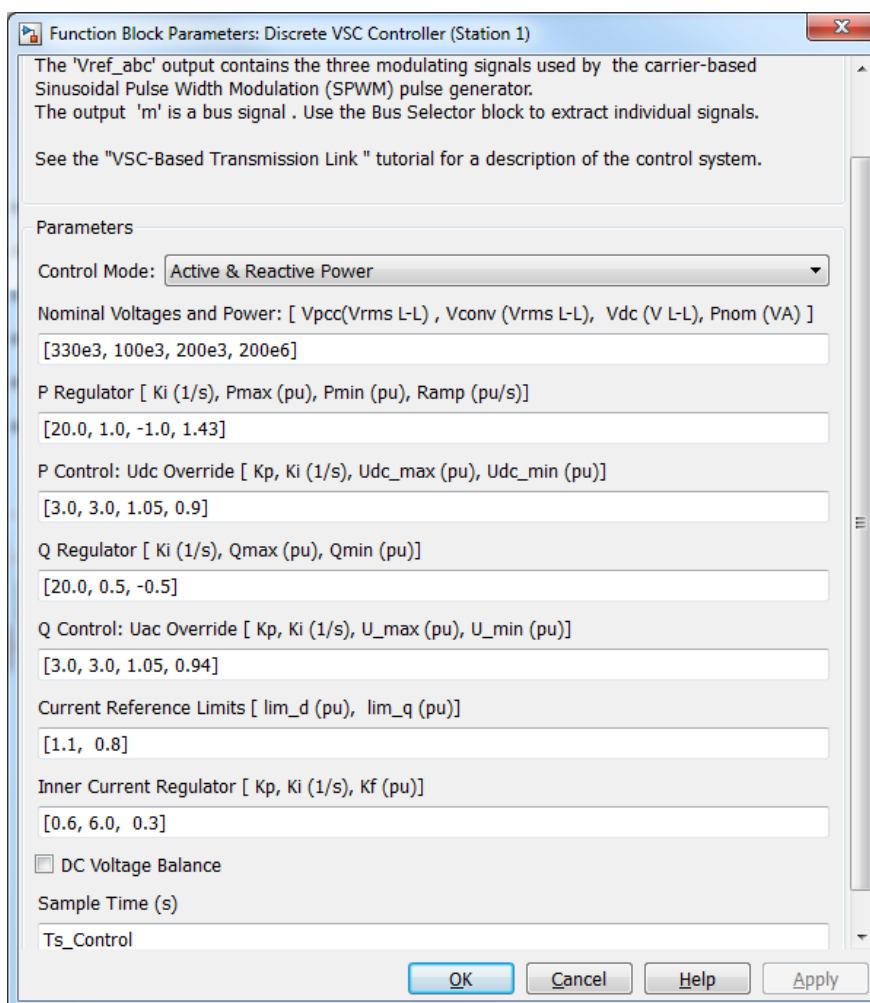 Function Block Parameters: Discrete VSC Controller (Station 1)
The 'Vref_abc' output contains the three modulating signals used by  the carrier-based
Sinusoidal Pulse Width Modulation (SPWM) pulse generator.
The output  'm' is a bus signal . Use the Bus Selector block to extract individual signals.
See the "VSC-Based Transmission Link " tutorial for a description of the control system.
Parameters
Control Mode: Active & Reactive Power
Nominal Voltages and Power: [ Vpcc(Vrms L-L) , Vconv (Vrms L-L),  Vdc (V L-L), Pnom (VA) ]
[330e3, 100e3, 200e3, 200e6]
P Regulator [ Ki (1/s), Pmax (pu), Pmin (pu), Ramp (pu/s)]
[20.0, 1.0, -1.0, 1.43]
P Control: Udc Override [ Kp, Ki (1/s), Udc_max (pu), Udc_min (pu)]
[3.0, 3.0, 1.05, 0.9]
Q Regulator [ Ki (1/s), Qmax (pu), Qmin (pu)]
[20.0, 0.5, -0.5]
Q Control: Uac Override [ Kp, Ki (1/s), U_max (pu), U_min (pu)]
[3.0, 3.0, 1.05, 0.94]
Current Reference Limits [ lim_d (pu),  lim_q (pu)]
[1.1,  0.8]
Inner Current Regulator [ Kp, Ki (1/s), Kf (pu)]
[0.6, 6.0,  0.3]
DC Voltage Balance
Sample Time (s)
Ts_Control
OK Cancel Help Apply